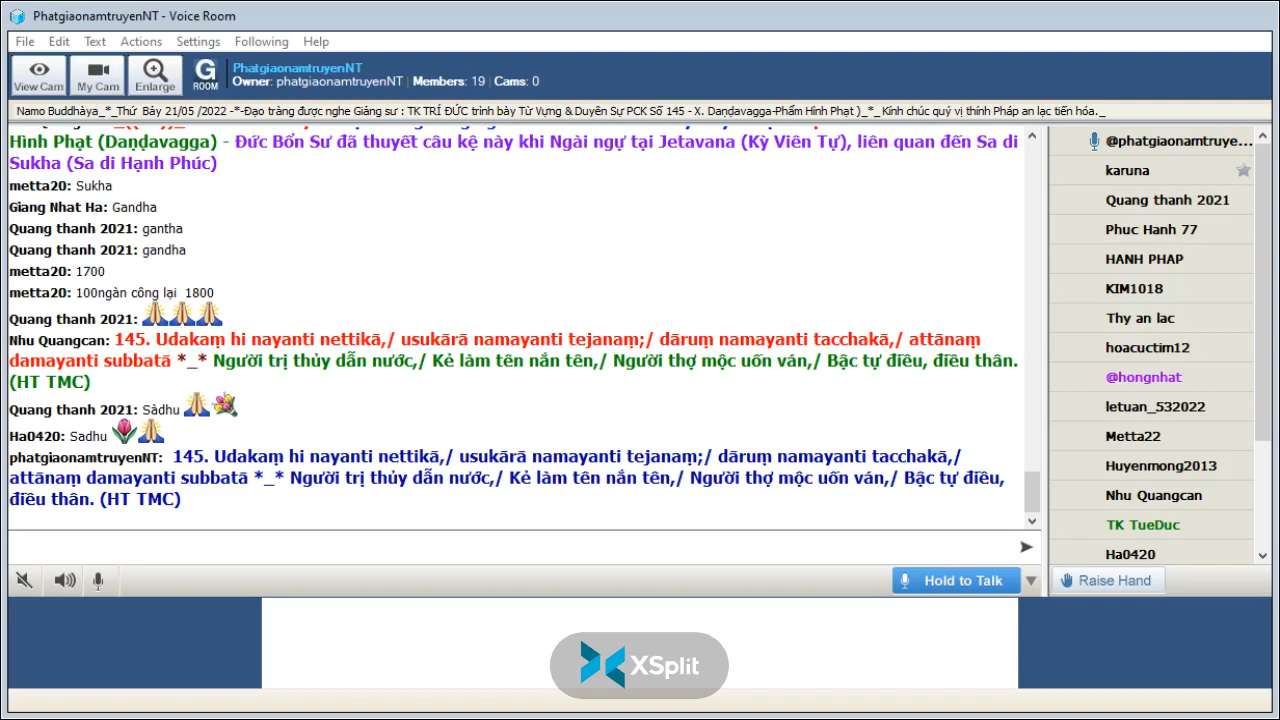 PhatgiaonamtruyenNT - Voice Room
File Edit Text Actions Settings Following Help
View Cam My Cam Enlarge G ROOM
PhatgiaonamtruyenNT
Owner: phatgiaonamtruyenNT | Members: 19 | Cams: 0
Namo Buddhàya_*_Thứ Bảy 21/05 /2022 -*-Đạo tràng được nghe Giảng sư : TK TRÍ ĐỨC trình bày Từ Vựng & Duyên Sự PCK Số 145 - X. Daṇḍavagga-Phẩm Hình Phạt )_*_Kính chúc quý vị thính Pháp an lạc tiến hóa._
Hình Phạt (Daṇḍavagga) - Đức Bổn Sư đã thuyết câu kệ này khi Ngài ngự tại Jetavana (Kỳ Viên Tự), liên quan đến Sa di
Sukha (Sa di Hạnh Phúc)
metta20: Sukha
Giang Nhat Ha: Gandha
Quang thanh 2021: gantha
Quang thanh 2021: gandha
metta20: 1700
metta20: 100ngàn công lại 1800
Quang thanh 2021:
Nhu Quangcan: 145. Udakaṃ hi nayanti nettikā,/ usukārā namayanti tejanaṃ;/ dāruṃ namayanti tacchakā,/ attānaṃ
damayanti subbatā *_* Người trị thủy dẫn nước,/ Kẻ làm tên nắn tên,/ Người thợ mộc uốn ván,/ Bậc tự điều, điều thân.
(HT TMC)
Quang thanh 2021: Sàdhu
Ha0420: Sadhu
phatgiaonamtruyenNT: 145. Udakaṃ hi nayanti nettikā,/ usukārā namayanti tejanaṃ;/ dāruṃ namayanti tacchakā,/
attānaṃ damayanti subbatā *_* Người trị thủy dẫn nước,/ Kẻ làm tên nắn tên,/ Người thợ mộc uốn ván,/ Bậc tự điều,
điều thân. (HT TMC)
@phatgiaonamtruye...
karuna
Quang thanh 2021
Phuc Hanh 77
HANH PHAP
KIM1018
Thy an lac
hoacuctim12
@hongnhat
letuan_532022
Metta22
Huyenmong2013
Nhu Quangcan
TK TueDuc
Ha0420
Hold to Talk
Raise Hand
XSplit